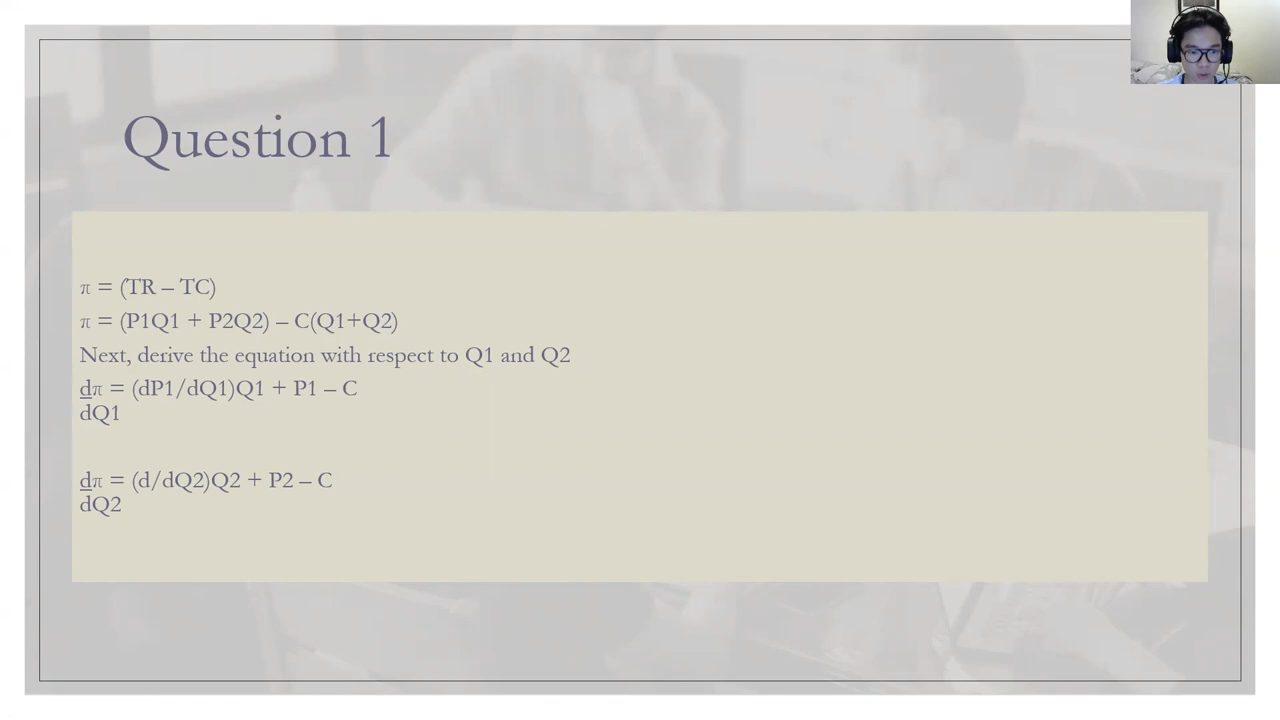 Question 1
π = (TR – TC)
π = (P1Q1 + P2Q2) – C(Q1+Q2)
Next, derive the equation with respect to Q1 and Q2
dπ = (dP1/dQ1)Q1 + P1 – C
dQ1
dπ = (d/dQ2)Q2 + P2 – C
dQ2